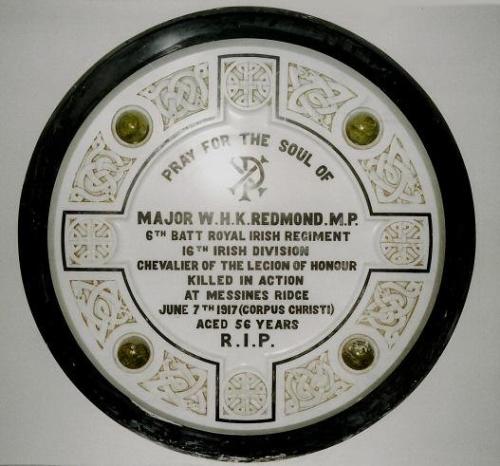 PRAY FOR THE SOUL OF
MAJOR W.H.K. REDMOND. M.P.
6TH BATT ROYAL IRISH REGIMENT
16TH IRISH DIVISION
CHEVALIER OF THE LEGION OF HONOUR
KILLED IN ACTION
AT MESSINES RIDGE
JUNE 7TH 1917 (CORPUS CHRISTI)
AGED 56 YEARS
R.I.P.